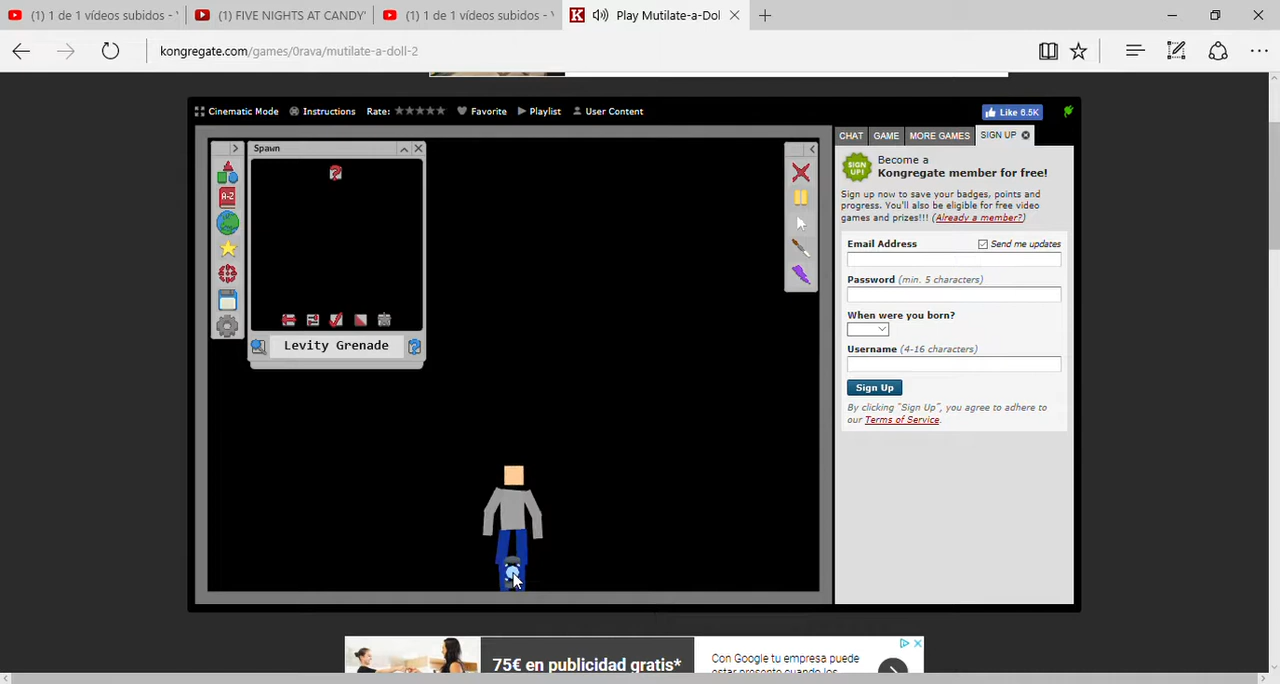 (1) 1 de 1 vídeos subidos -
(1) FIVE NIGHTS AT CANDY'
(1) 1 de 1 vídeos subidos -
Play Mutilate-a-Dol
kongregate.com/games/0rava/mutilate-a-doll-2
Cinematic Mode
Instructions
Rate:
Favorite
Playlist
User Content
Like 6.5K
Spawn
A-Z
Levity Grenade
CHAT
GAME
MORE GAMES
SIGN UP
SIGN UP!
Become a
Kongregate member for free!
Sign up now to save your badges, points and
progress. You'll also be eligible for free video
games and prizes!!! (Already a member?)
Email Address
Send me updates
Password (min. 5 characters)
When were you born?
Username (4-16 characters)
Sign Up
By clicking "Sign Up", you agree to adhere to
our Terms of Service.
75€ en publicidad gratis*
Con Google tu empresa puede